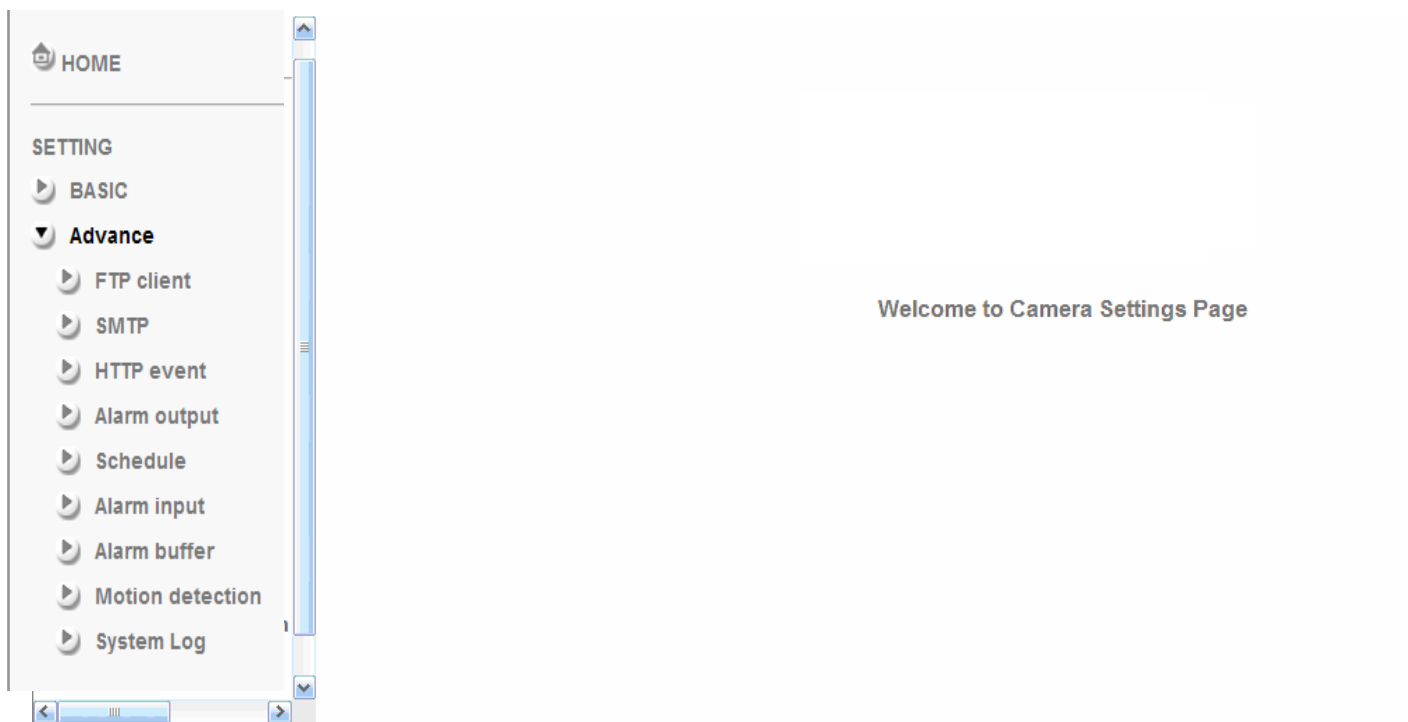 HOME
SETTING
BASIC
Advance
FTP client
SMTP
HTTP event
Alarm output
Schedule
Alarm input
Alarm buffer
Motion detection
System Log
Welcome to Camera Settings Page